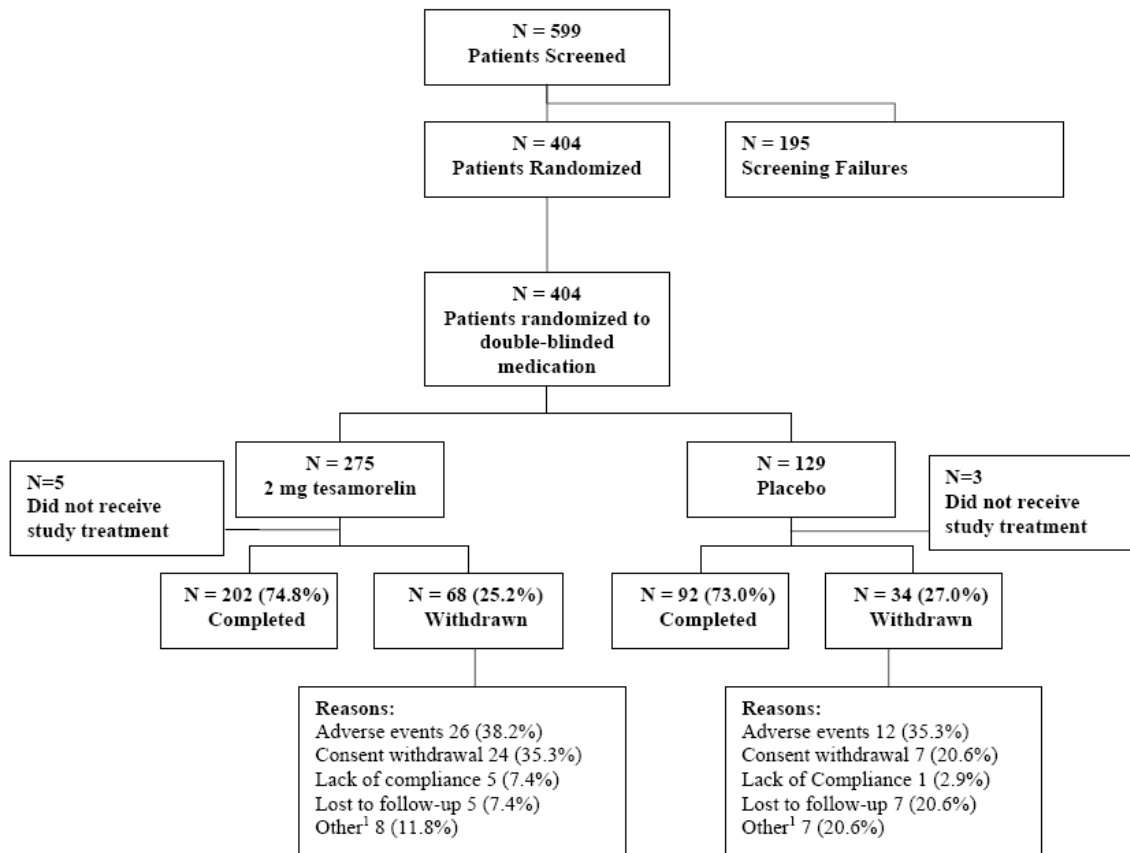 N = 599
Patients Screened
N = 404
Patients Randomized
N = 195
Screening Failures
N = 404
Patients randomized to
double-blinded
medication
N=5
Did not receive
study treatment
N = 275
2 mg tesamorelin
N = 129
Placebo
N=3
Did not receive
study treatment
N = 202 (74.8%)
Completed
N = 68 (25.2%)
Withdrawn
N = 92 (73.0%)
Completed
N = 34 (27.0%)
Withdrawn
Reasons:
Adverse events 26 (38.2%)
Consent withdrawal 24 (35.3%)
Lack of compliance 5 (7.4%)
Lost to follow-up 5 (7.4%)
Other¹ 8 (11.8%)
Reasons:
Adverse events 12 (35.3%)
Consent withdrawal 7 (20.6%)
Lack of Compliance 1 (2.9%)
Lost to follow-up 7 (20.6%)
Other¹ 7 (20.6%)